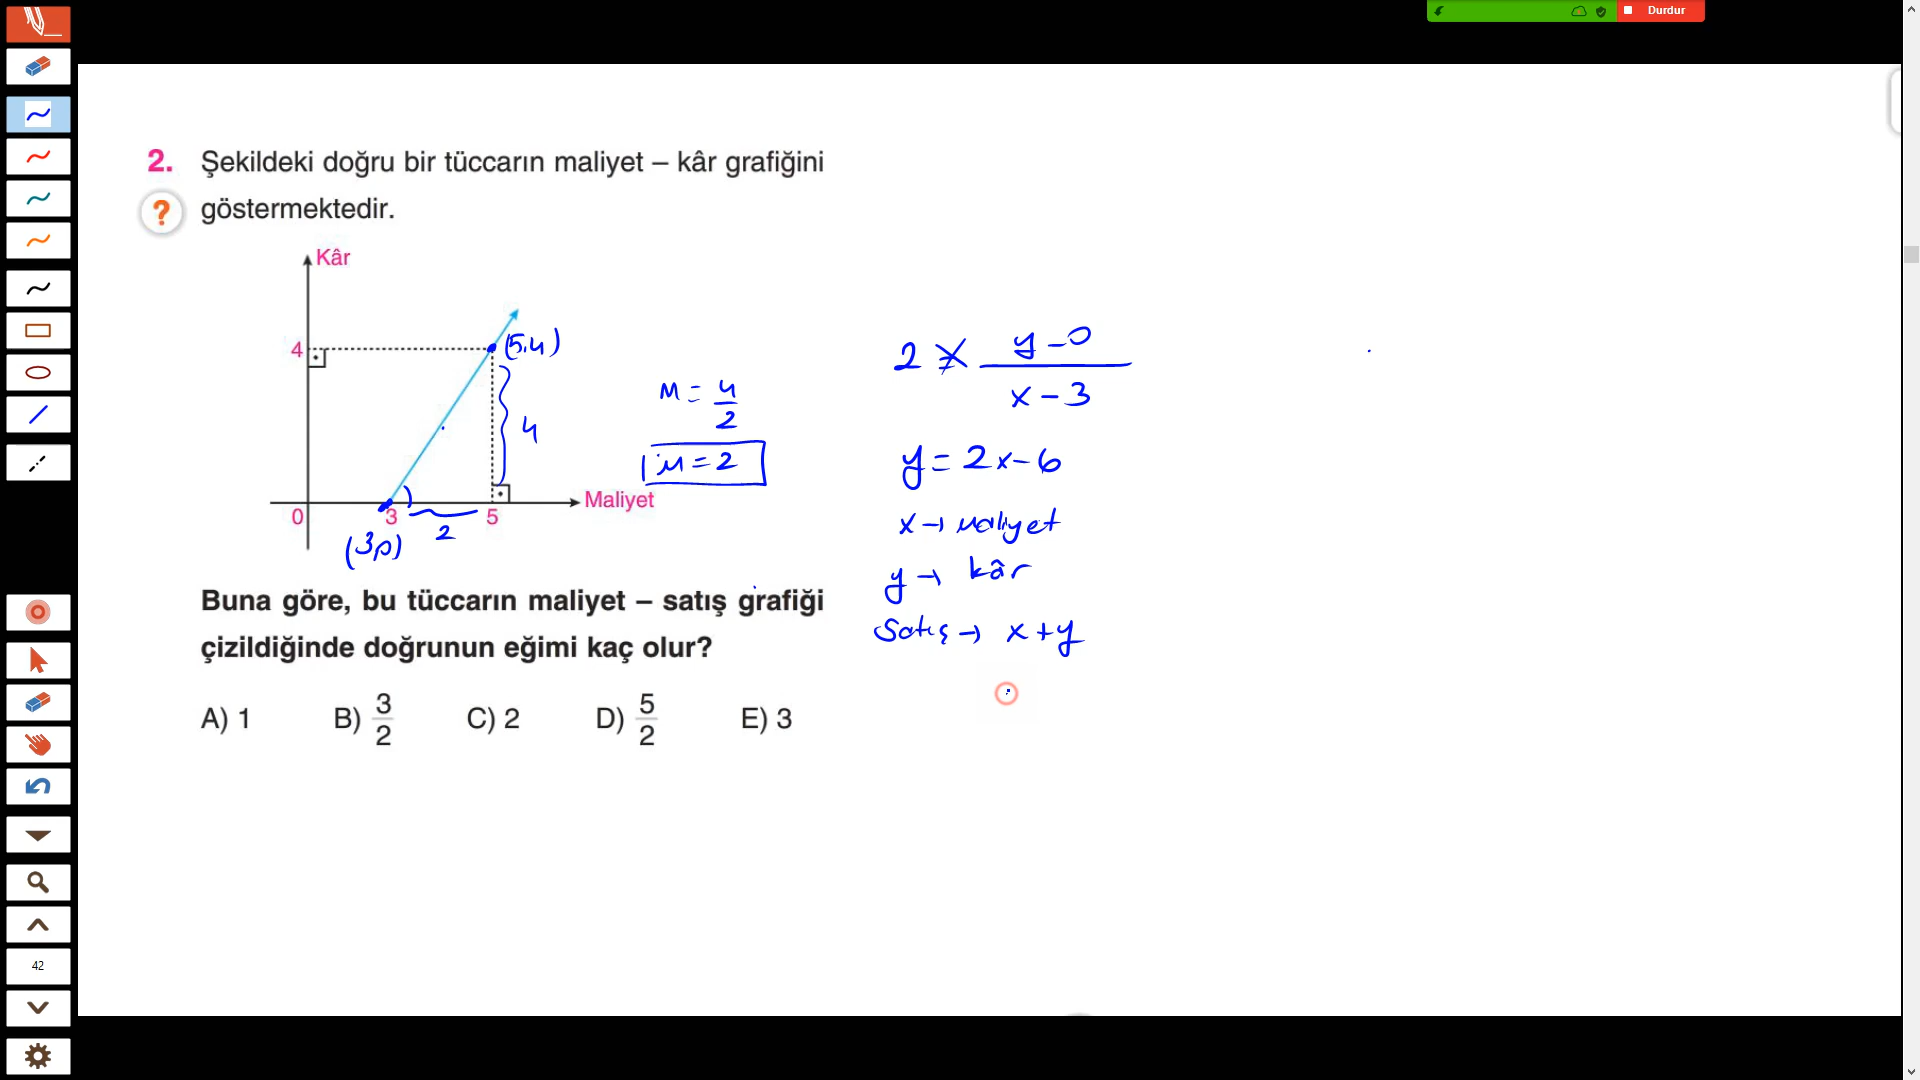 Durdur
2. Şekildeki doğru bir tüccarın maliyet – kâr grafiğini
göstermektedir.
?
Kâr
4
(5,4)
4
0
3
5
Maliyet
(3,0)
2
M = 4/2
m = 2
2 = y-0 / x-3
y = 2x-6
x → maliyet
y → kâr
Satış → x+y
Buna göre, bu tüccarın maliyet – satış grafiği
çizildiğinde doğrunun eğimi kaç olur?
A) 1 B) 3/2 C) 2 D) 5/2 E) 3
42